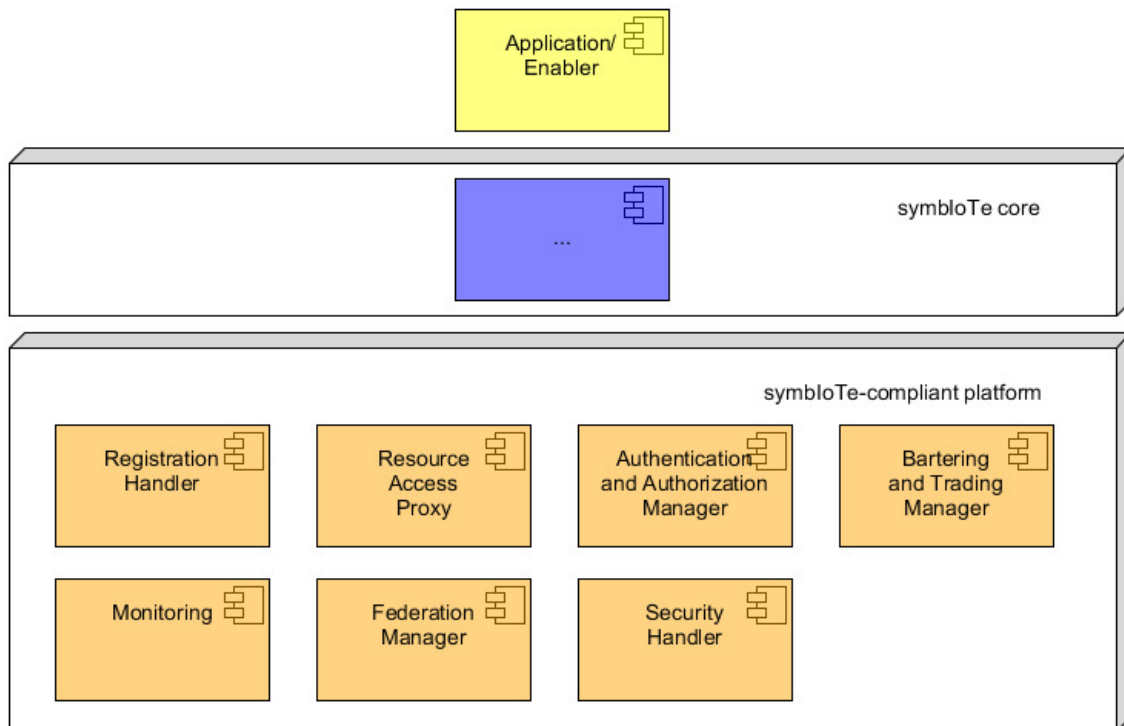 Application/
Enabler
symbIoTe core
...
symbIoTe-compliant platform
Registration
Handler
Resource
Access
Proxy
Authentication
and Authorization
Manager
Bartering
and Trading
Manager
Monitoring
Federation
Manager
Security
Handler